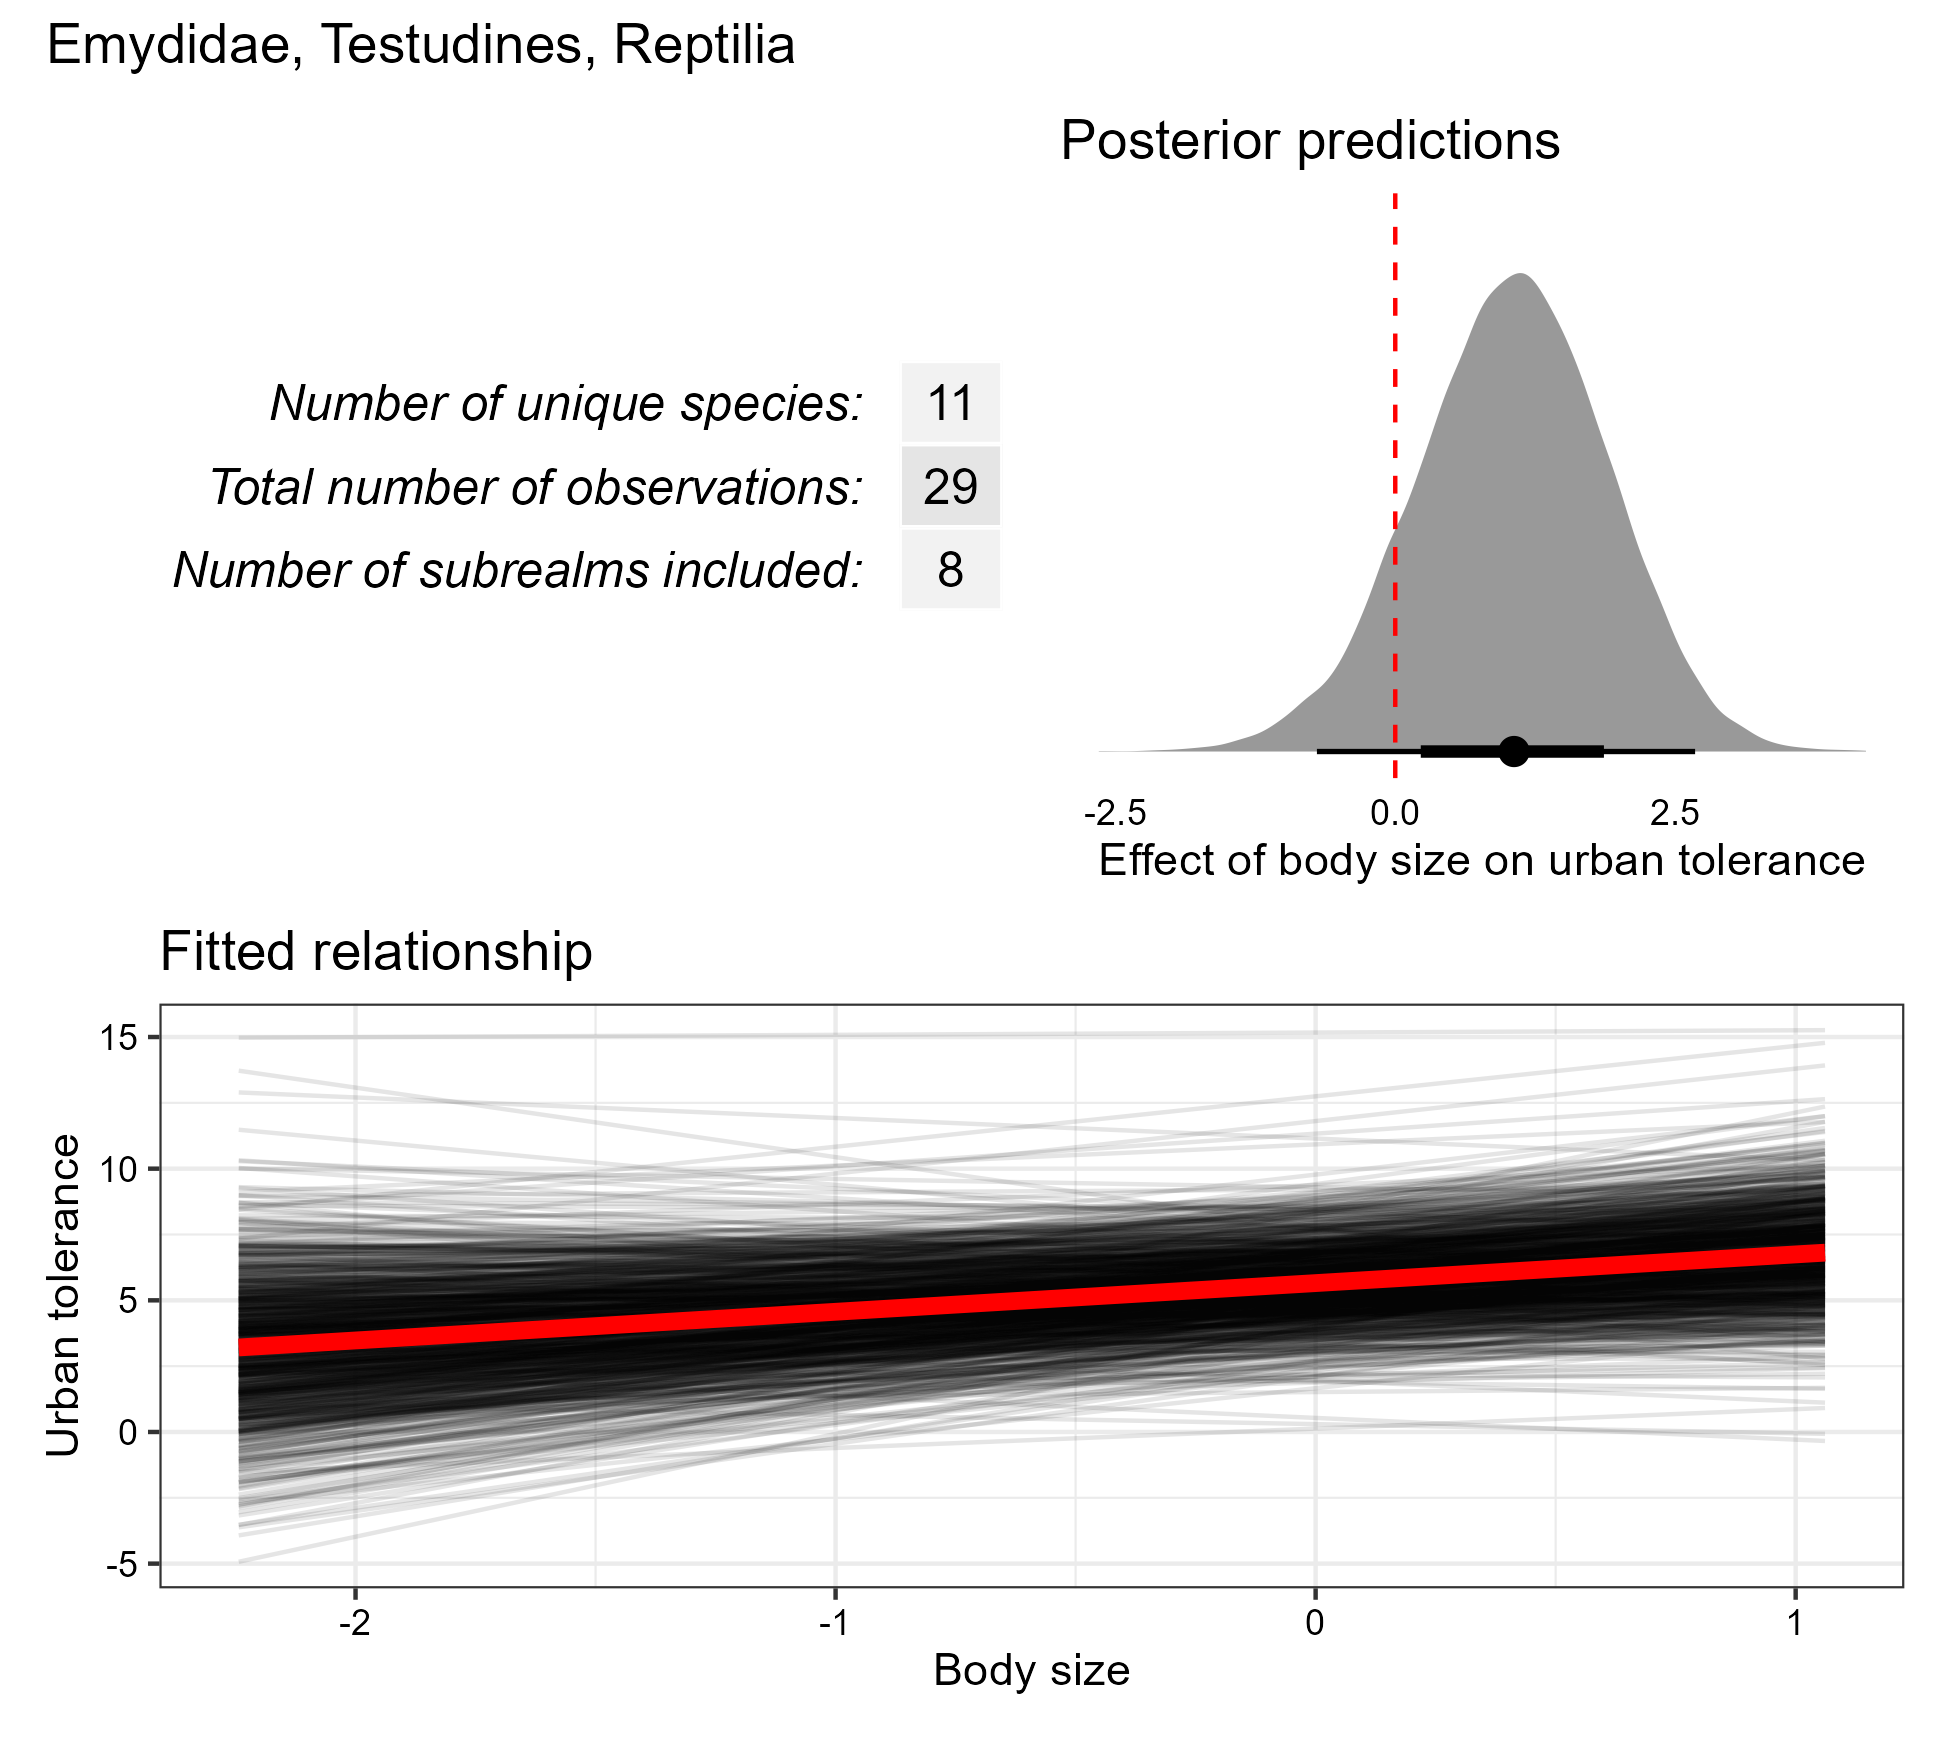 Emydidae, Testudines, Reptilia
Posterior predictions
Number of unique species: 11
Total number of observations: 29
Number of subrealms included: 8
-2.5 0.0 2.5
Effect of body size on urban tolerance
Fitted relationship
15
10
5
0
-5
Urban tolerance
-2 -1 0 1
Body size